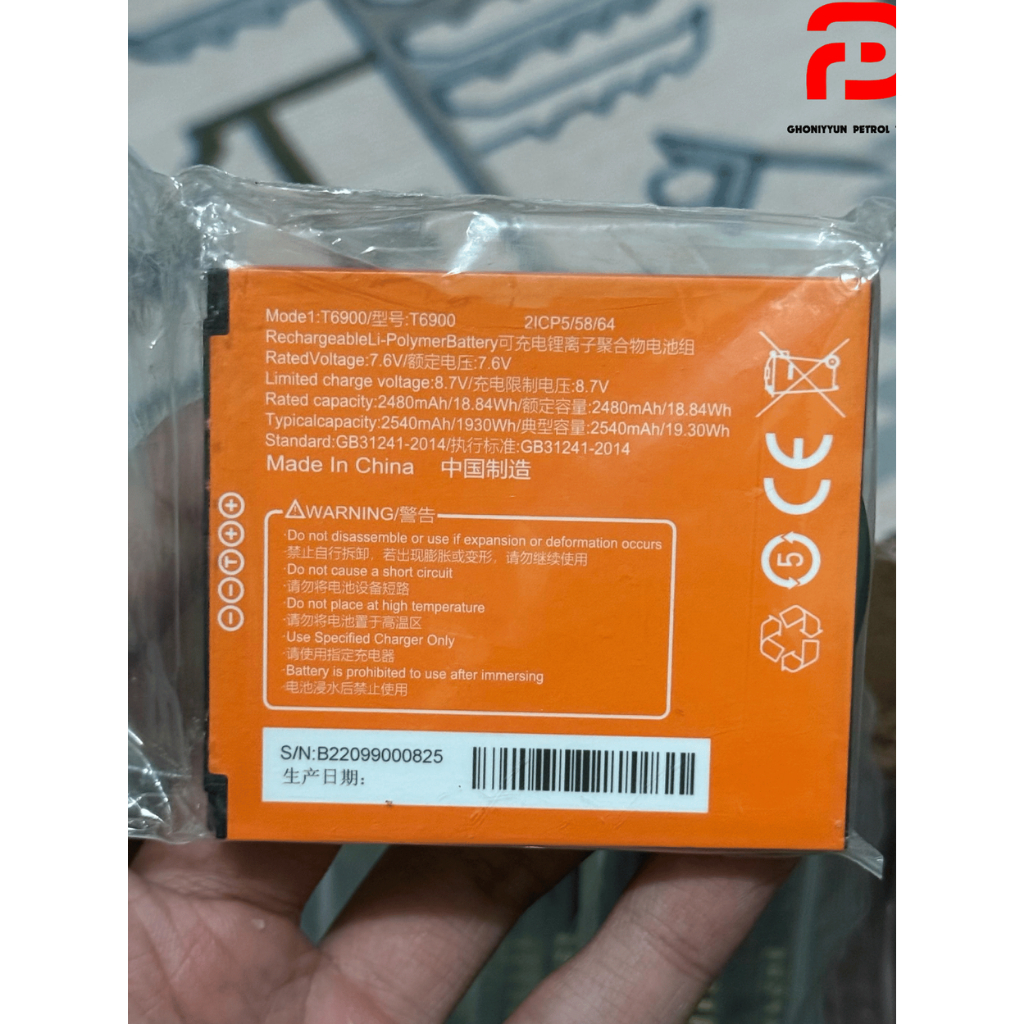 GHONIYYUN PETROL
Mode1:T6900/型号:T6900 2ICP5/58/64
RechargeableLi-PolymerBattery可充电锂离子聚合物电池组
RatedVoltage:7.6V/额定电压:7.6V
Limited charge voltage:8.7V/充电限制电压:8.7V
Rated capacity:2480mAh/18.84Wh/额定容量:2480mAh/18.84Wh
Typicalcapacity:2540mAh/1930Wh/典型容量:2540mAh/19.30Wh
Standard:GB31241-2014/执行标准:GB31241-2014
Made In China 中国制造
WARNING/警告
·Do not disassemble or use if expansion or deformation occurs
·禁止自行拆卸，若出现膨胀或变形，请勿继续使用
·Do not cause a short circuit
·请勿将电池设备短路
·Do not place at high temperature
·请勿将电池置于高温区
·Use Specified Charger Only
·请使用指定充电器
·Battery is prohibited to use after immersing
·电池浸水后禁止使用
+
+
T
-
-
CE
5
S/N:B22099000825
生产日期：